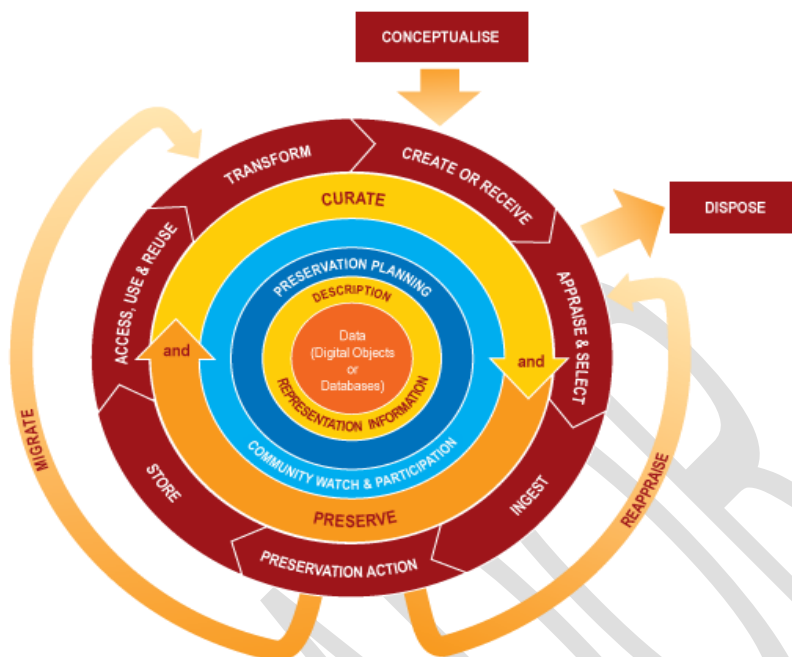 CONCEPTUALISE
DISPOSE
TRANSFORM
CREATE OR RECEIVE
APPRAISE & SELECT
INGEST
PRESERVATION ACTION
STORE
ACCESS, USE & REUSE
CURATE
and
PRESERVE
and
PRESERVATION PLANNING
COMMUNITY WATCH & PARTICIPATION
DESCRIPTION
REPRESENTATION INFORMATION
Data
(Digital Objects
or
Databases)
MIGRATE
REAPPRAISE